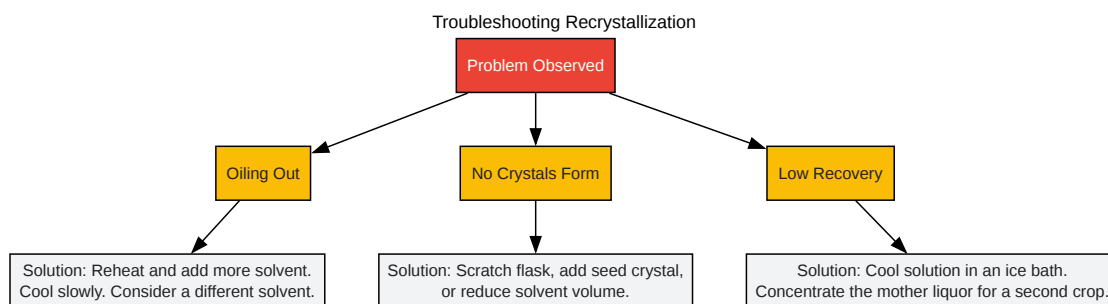 Troubleshooting Recrystallization
Problem Observed
Oiling Out
No Crystals Form
Low Recovery
Solution: Reheat and add more solvent.
Cool slowly. Consider a different solvent.
Solution: Scratch flask, add seed crystal,
or reduce solvent volume.
Solution: Cool solution in an ice bath.
Concentrate the mother liquor for a second crop.